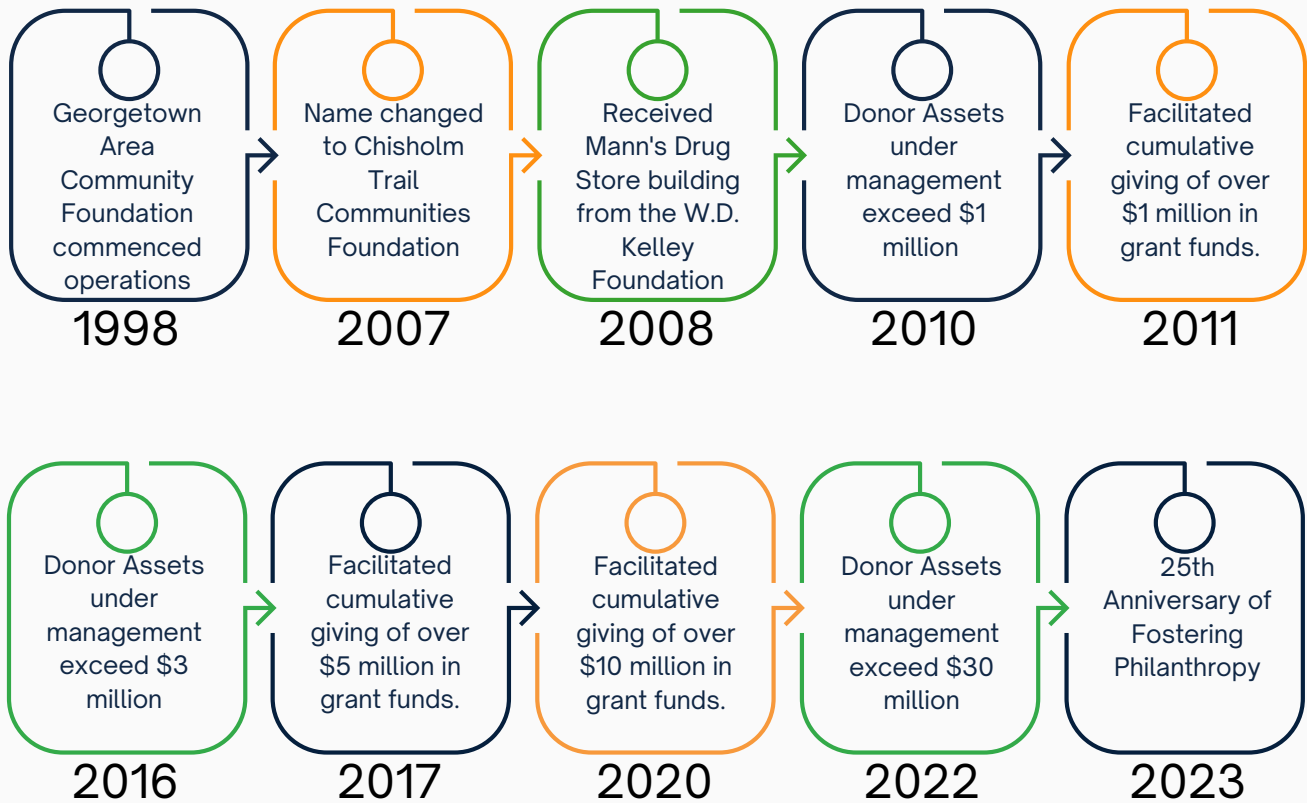 Georgetown
Area
Community
Foundation
commenced
operations
1998
Name changed
to Chisholm
Trail
Communities
Foundation
2007
Received
Mann's Drug
Store building
from the W.D.
Kelley
Foundation
2008
Donor Assets
under
management
exceed $1
million
2010
Facilitated
cumulative
giving of over
$1 million in
grant funds.
2011
Donor Assets
under
management
exceed $3
million
2016
Facilitated
cumulative
giving of over
$5 million in
grant funds.
2017
Facilitated
cumulative
giving of over
$10 million in
grant funds.
2020
Donor Assets
under
management
exceed $30
million
2022
25th
Anniversary of
Fostering
Philanthropy
2023